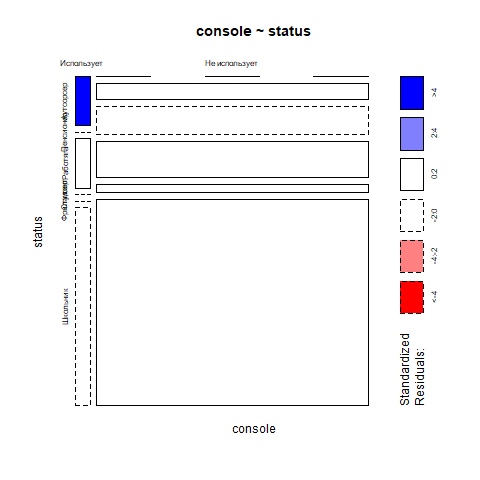 console ~ status
Использует
Не использует
Школьник
status
console
Standardized
Residuals:
<-4
-4:-2
-2:0
0:2
2:4
>4